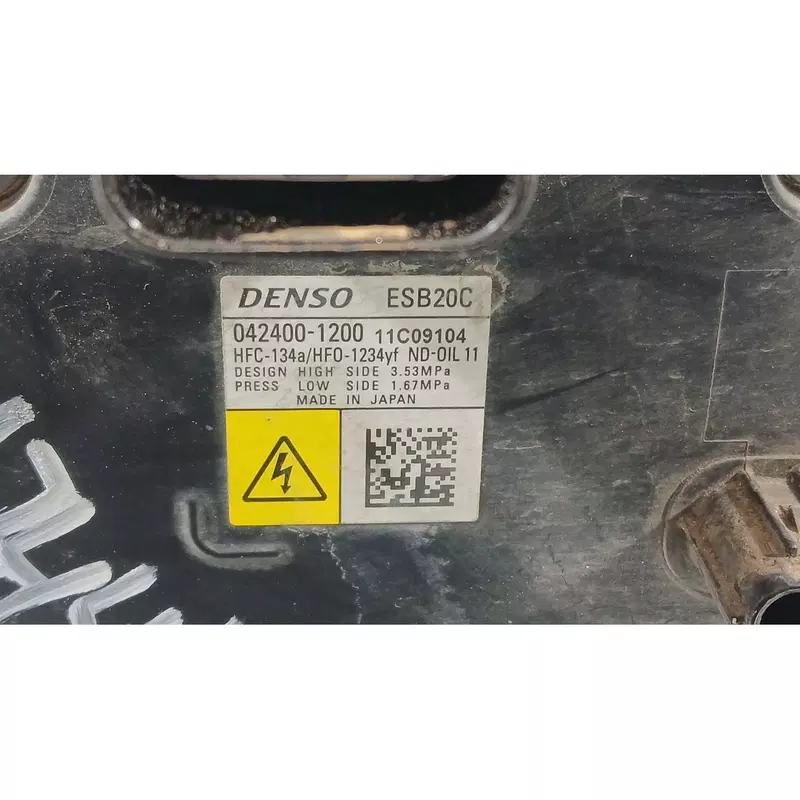 DENSO ESB20C
042400-1200 11C09104
HFC-134a/HFO-1234yf ND-OIL 11
DESIGN HIGH SIDE 3.53MPa
PRESS LOW SIDE 1.67MPa
MADE IN JAPAN